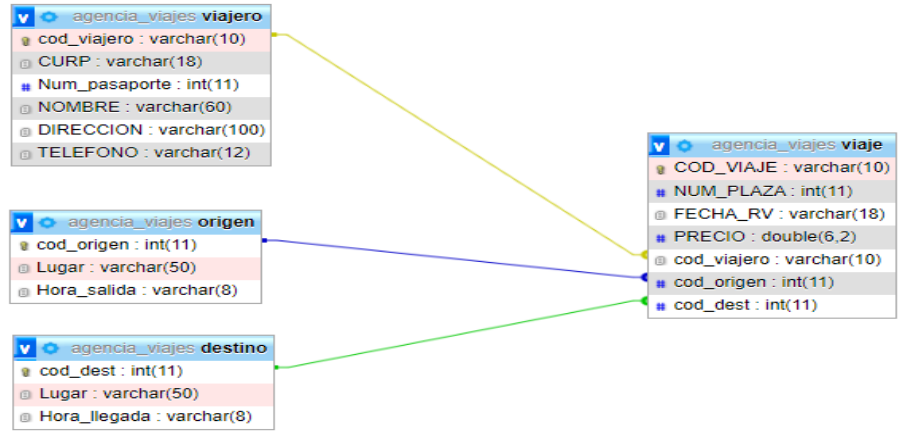 v agencia_viajes viajero
cod_viajero : varchar(10)
CURP : varchar(18)
# Num_pasaporte : int(11)
NOMBRE : varchar(60)
DIRECCION : varchar(100)
TELEFONO : varchar(12)
v agencia_viajes origen
cod_origen : int(11)
Lugar : varchar(50)
Hora_salida : varchar(8)
v agencia_viajes destino
cod_dest : int(11)
Lugar : varchar(50)
Hora_llegada : varchar(8)
v agencia_viajes viaje
COD_VIAJE : varchar(10)
# NUM_PLAZA : int(11)
FECHA_RV : varchar(18)
# PRECIO : double(6,2)
cod_viajero : varchar(10)
# cod_origen : int(11)
# cod_dest : int(11)